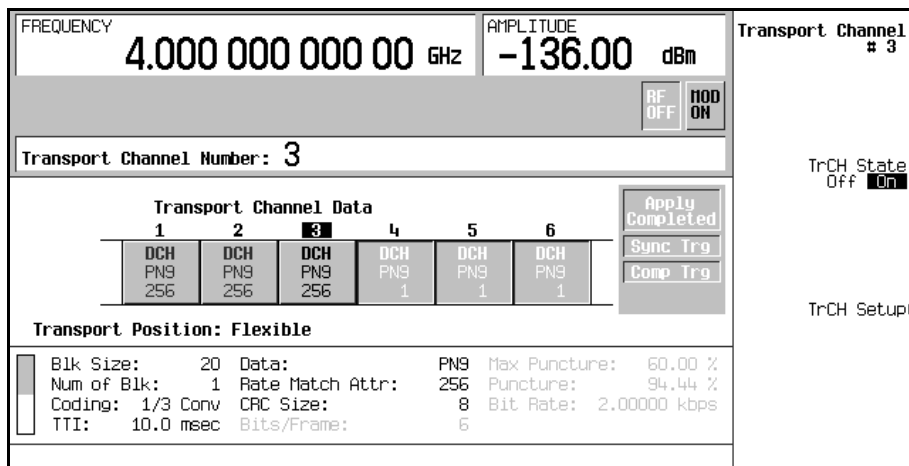 FREQUENCY
4.000 000 000 00 GHz
AMPLITUDE
-136.00 dBm
RF OFF
MOD ON
Transport Channel Number: 3
Transport Channel Data
1 2 3 4 5 6
DCH DCH DCH DCH DCH DCH
PN9 PN9 PN9 PN9 PN9 PN9
256 256 256 1 1 1
Apply Completed
Sync Trg
Comp Trg
Transport Position: Flexible
Blk Size: 20 Data: PN9 Max Puncture: 60.00 %
Num of Blk: 1 Rate Match Attr: 256 Puncture: 94.44 %
Coding: 1/3 Conv CRC Size: 8 Bit Rate: 2.00000 kbps
TTI: 10.0 msec Bits/Frame: 6
Transport Channel
# 3
TrCH State
Off On
TrCH Setup